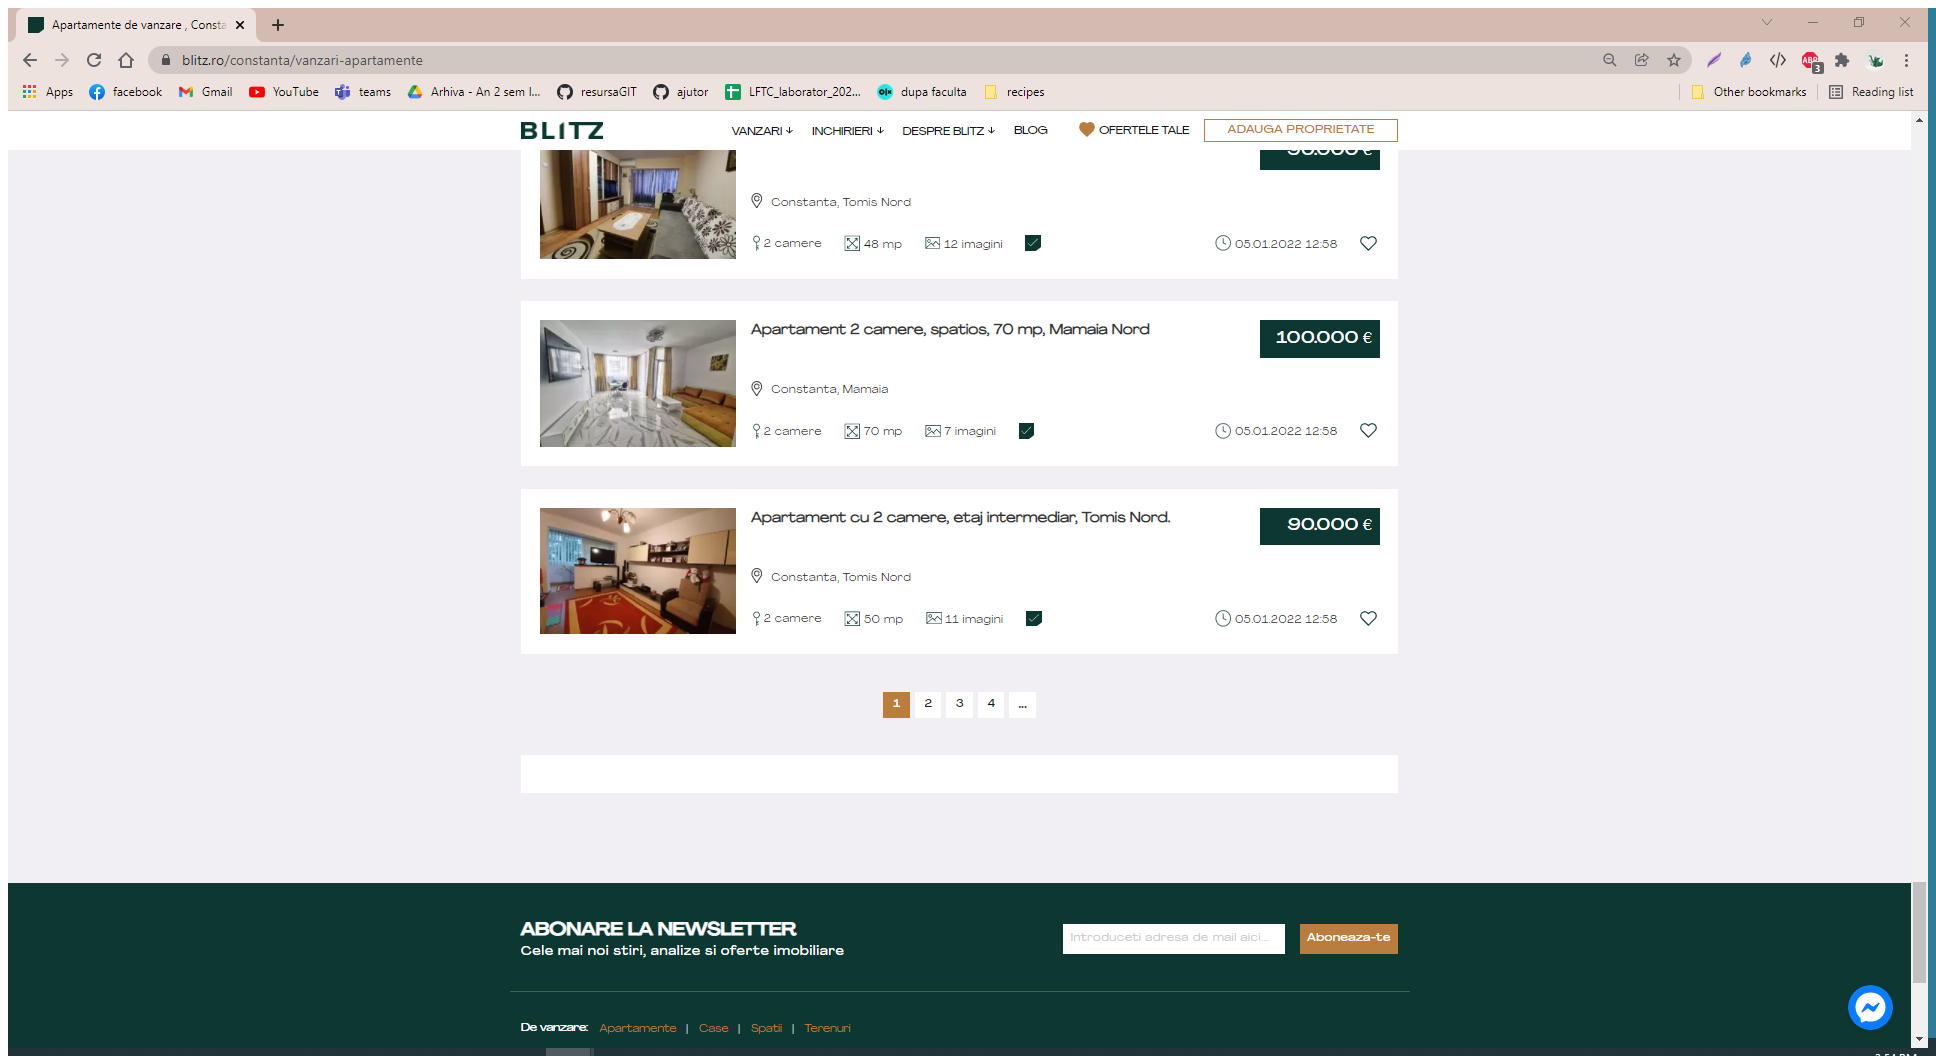 Apartamente de vanzare , Consta
blitz.ro/constanta/vanzari-apartamente
ABP
3
Apps
facebook
Gmail
YouTube
teams
Arhiva - An 2 sem I...
resursaGIT
ajutor
LFTC_laborator_202...
dupa faculta
recipes
Other bookmarks
Reading list
BLITZ
VANZARI
INCHIRIERI
DESPRE BLITZ
BLOG
OFERTELE TALE
ADAUGA PROPRIETATE
Constanta, Tomis Nord
2 camere
48 mp
12 imagini
05.01.2022 12:58
Apartament 2 camere, spatios, 70 mp, Mamaia Nord
100.000 €
Constanta, Mamaia
2 camere
70 mp
7 imagini
05.01.2022 12:58
Apartament cu 2 camere, etaj intermediar, Tomis Nord.
90.000 €
Constanta, Tomis Nord
2 camere
50 mp
11 imagini
05.01.2022 12:58
1 2 3 4 ...
ABONARE LA NEWSLETTER
Cele mai noi stiri, analize si oferte imobiliare
Introduceti adresa de mail aici...
Aboneaza-te
De vanzare: Apartamente | Case | Spatii | Terenuri